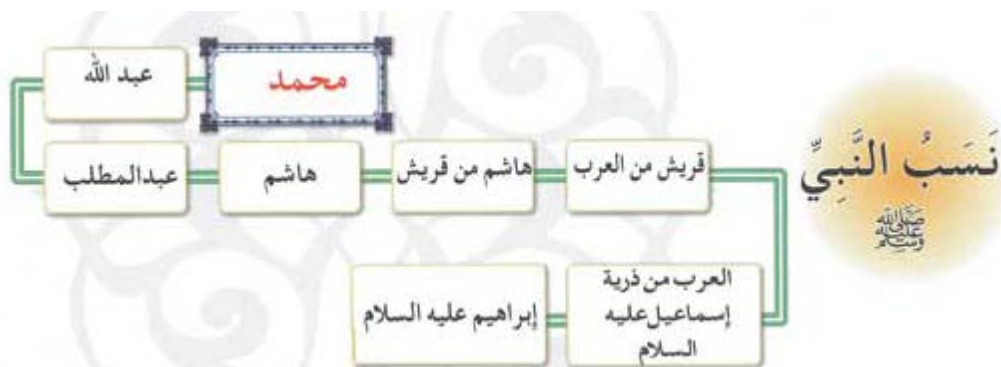 نَسَبُ النَّبِيِّ
صلى الله عليه وسلم
محمد
عبد الله
عبدالمطلب
هاشم
هاشم من قريش
قريش من العرب
العرب من ذرية
إسماعيل عليه
السلام
إبراهيم عليه السلام